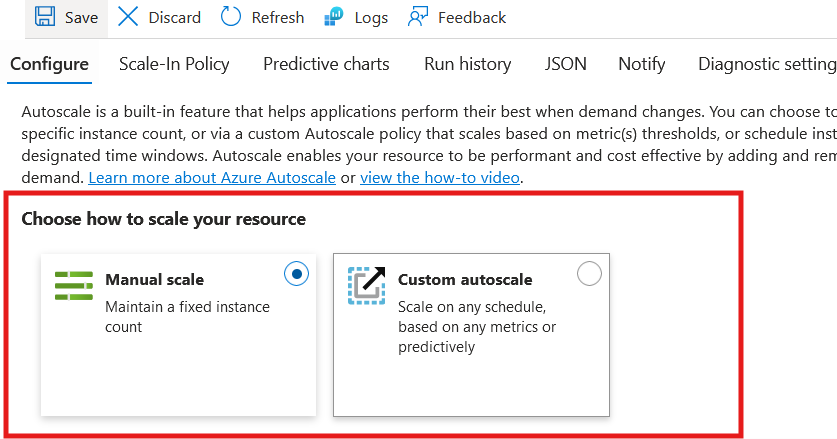 Save Discard Refresh Logs Feedback
Configure Scale-In Policy Predictive charts Run history JSON Notify Diagnostic setting
Autoscale is a built-in feature that helps applications perform their best when demand changes. You can choose to
specific instance count, or via a custom Autoscale policy that scales based on metric(s) thresholds, or schedule inst
designated time windows. Autoscale enables your resource to be performant and cost effective by adding and rem
demand. Learn more about Azure Autoscale or view the how-to video.
Choose how to scale your resource
Manual scale
Maintain a fixed instance
count
Custom autoscale
Scale on any schedule,
based on any metrics or
predictively